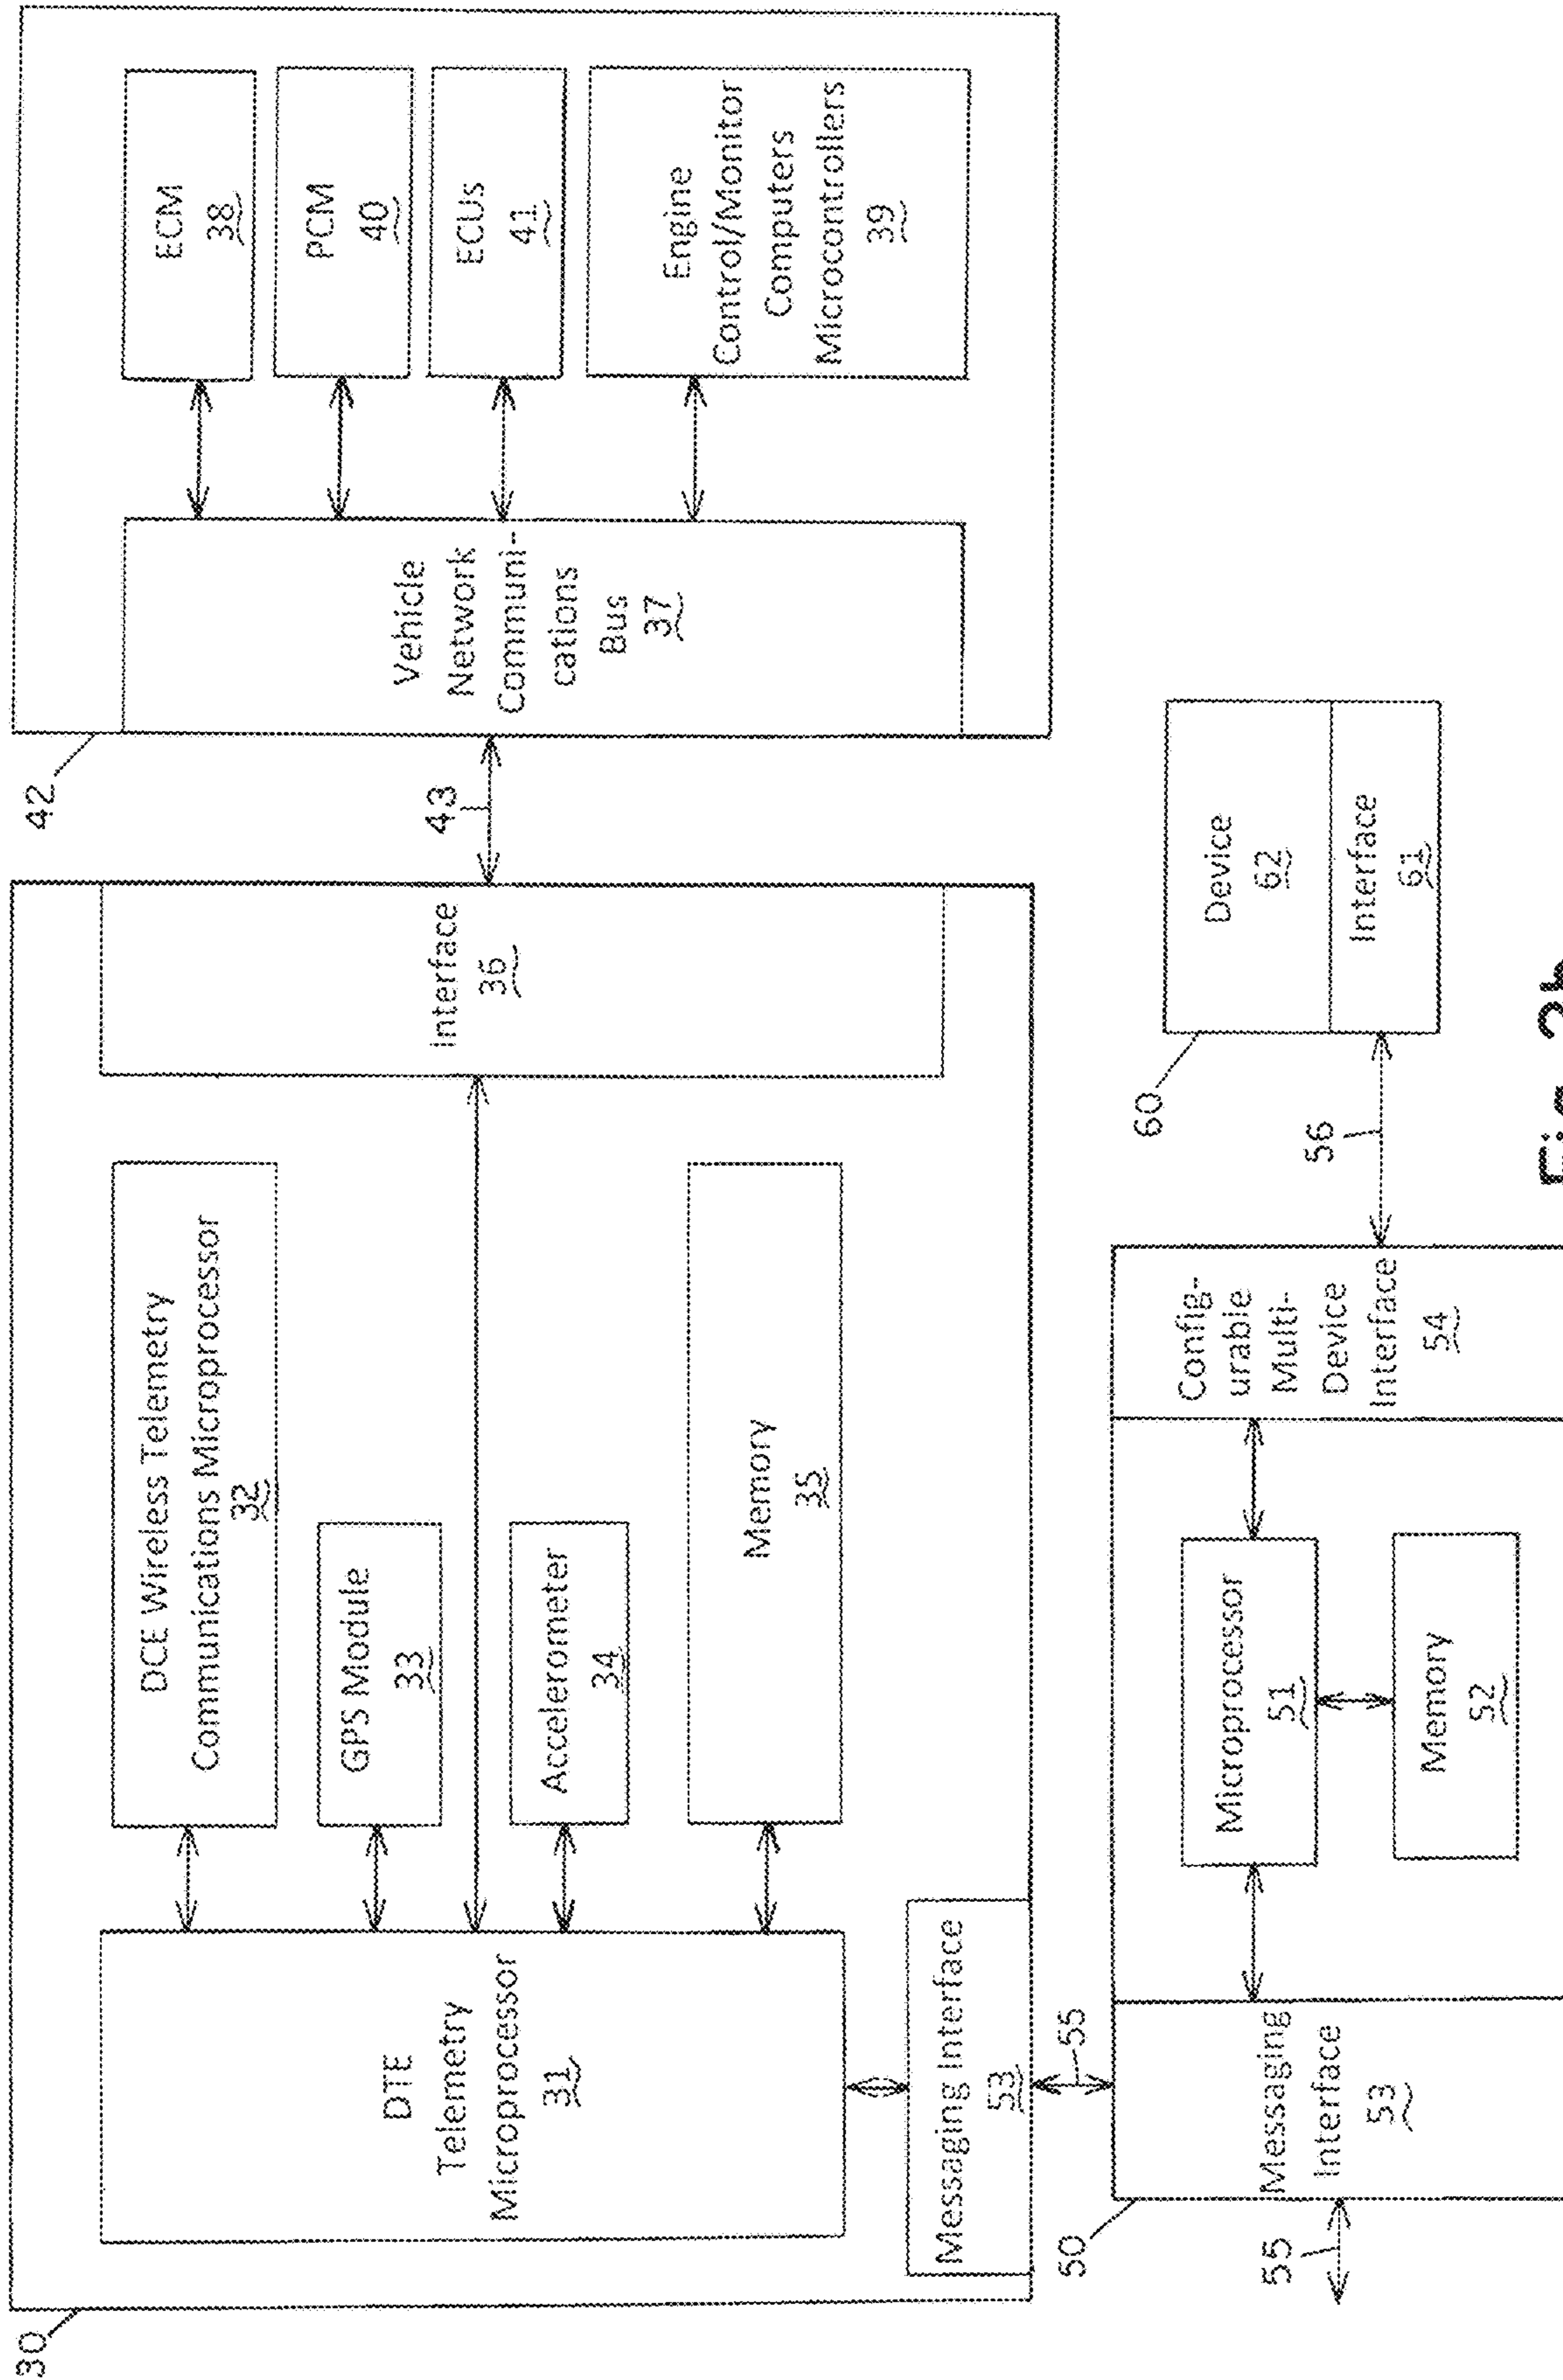 30
DTE
Telemetry
Microprocessor
31
DCE Wireless Telemetry
Communications Microprocessor
32
GPS Module
33
Accelerometer
34
Memory
35
Interface
36
Messaging Interface
53
43
42
Vehicle
Network
Communi-
cations
Bus
37
ECM
38
PCM
40
ECUs
41
Engine
Control/Monitor
Computers
Microcontrollers
39
55
50
55
Messaging
Interface
53
Microprocessor
51
Memory
52
Config-
urable
Multi-
Device
Interface
54
56
60
Device
62
Interface
61